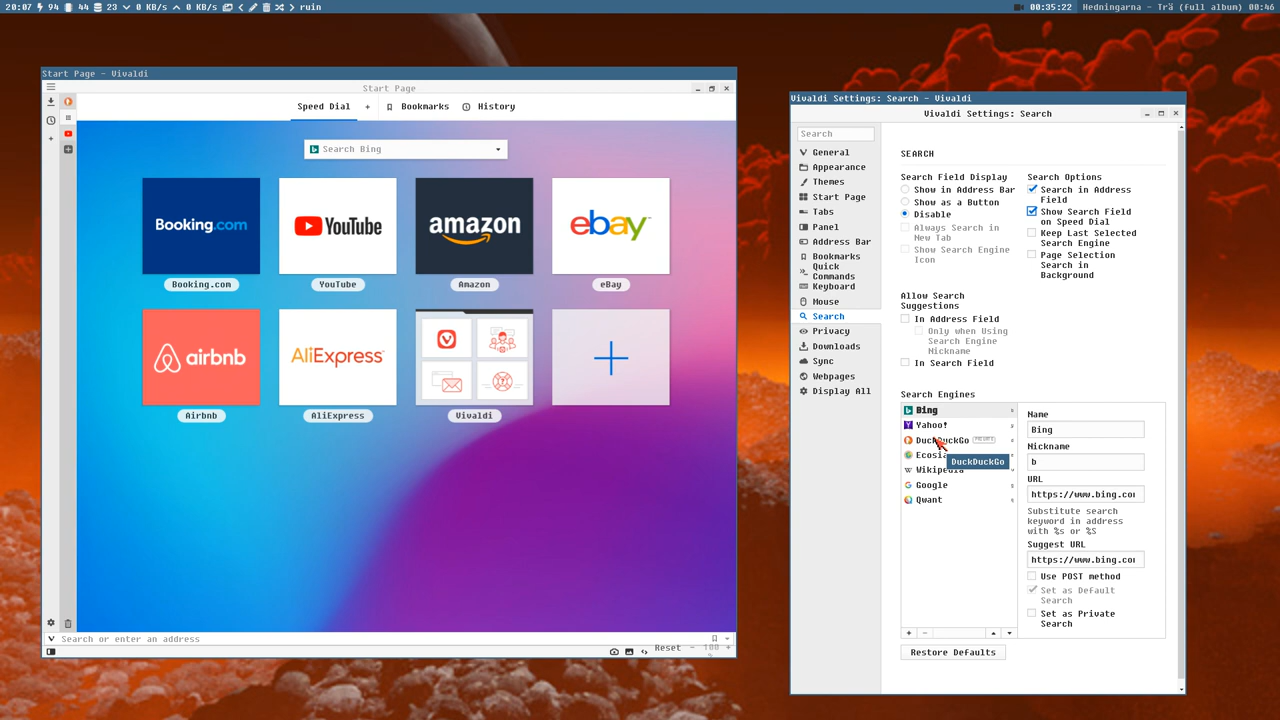 20:07 94 44 23 0 KB/s 0 KB/s ruin
00:35:22 Hedningarna - Trä (full album) 00:46
Start Page - Vivaldi
Start Page
Speed Dial + Bookmarks History
Search Bing
Booking.com
YouTube
amazon
ebay
Booking.com
YouTube
Amazon
eBay
airbnb
AliExpress
Airbnb
AliExpress
Vivaldi
Search or enter an address
Reset - 100 % +
Vivaldi Settings: Search - Vivaldi
Vivaldi Settings: Search
Search
General
Appearance
Themes
Start Page
Tabs
Panel
Address Bar
Bookmarks
Quick
Commands
Keyboard
Mouse
Search
Privacy
Downloads
Sync
Webpages
Display All
SEARCH
Search Field Display
Show in Address Bar
Show as a Button
Disable
Always Search in
New Tab
Show Search Engine
Icon
Search Options
Search in Address
Field
Show Search Field
on Speed Dial
Keep Last Selected
Search Engine
Page Selection
Search in
Background
Allow Search
Suggestions
In Address Field
Only when Using
Search Engine
Nickname
In Search Field
Search Engines
Bing
Yahoo!
DuckDuckGo PRIVATE
Ecosia
DuckDuckGo
Wikipedia
Google
Qwant
Name
Bing
Nickname
b
URL
https://www.bing.co
Substitute search
keyword in address
with %s or %S
Suggest URL
https://www.bing.co
Use POST method
Set as Default
Search
Set as Private
Search
Restore Defaults